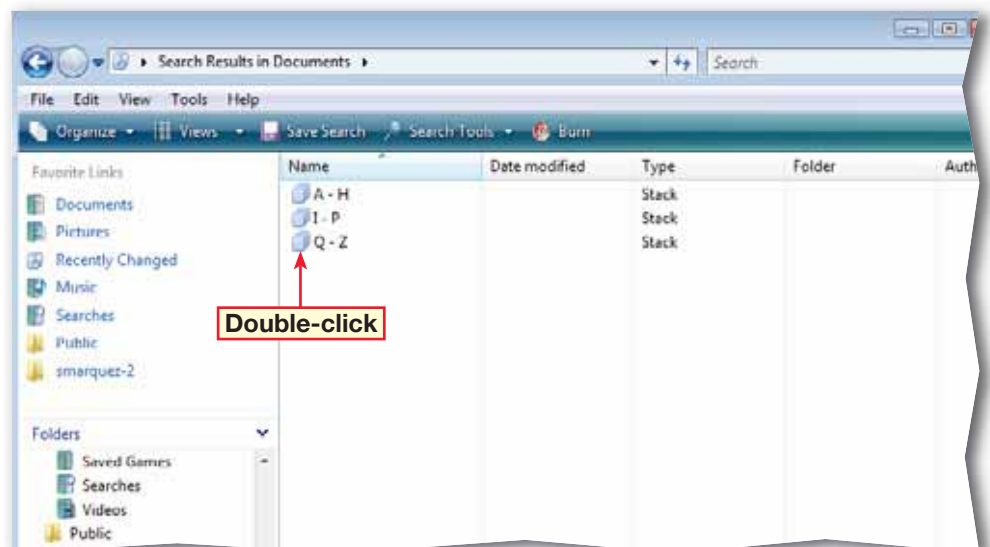 Search Results in Documents
Search
File Edit View Tools Help
Organize Views Save Search Search Tools Burn
Favorite Links
Documents
Pictures
Recently Changed
Music
Searches
Public
smarquez-2
Folders
Saved Games
Searches
Videos
Public
Name Date modified Type Folder Auth
A - H Stack
I - P Stack
Q - Z Stack
Double-click